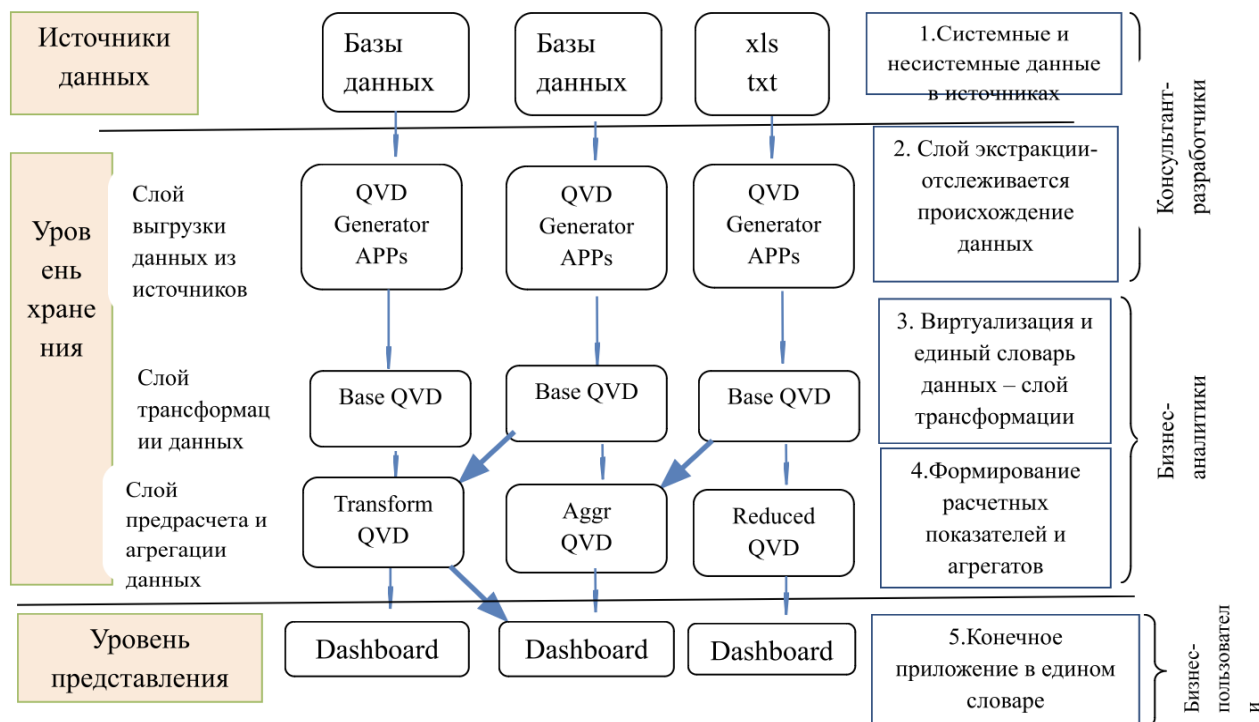 Источники
данных
Базы
данных
Базы
данных
xls
txt
1.Системные и
несистемные данные
в источниках
Консультант-
разработчики
Уров
ень
хране
ния
Слой
выгрузки
данных из
источников
QVD
Generator
APPs
QVD
Generator
APPs
QVD
Generator
APPs
2. Слой экстракции-
отслеживается
происхождение
данных
Слой
трансформац
ии данных
Base QVD
Base QVD
Base QVD
3. Виртуализация и
единый словарь
данных – слой
трансформации
Бизнес-
аналитики
Слой
предрасчета и
агрегации
данных
Transform
QVD
Aggr
QVD
Reduced
QVD
4.Формирование
расчетных
показателей и
агрегатов
Уровень
представления
Dashboard
Dashboard
Dashboard
5.Конечное
приложение в едином
словаре
Бизнес-
пользовател
и